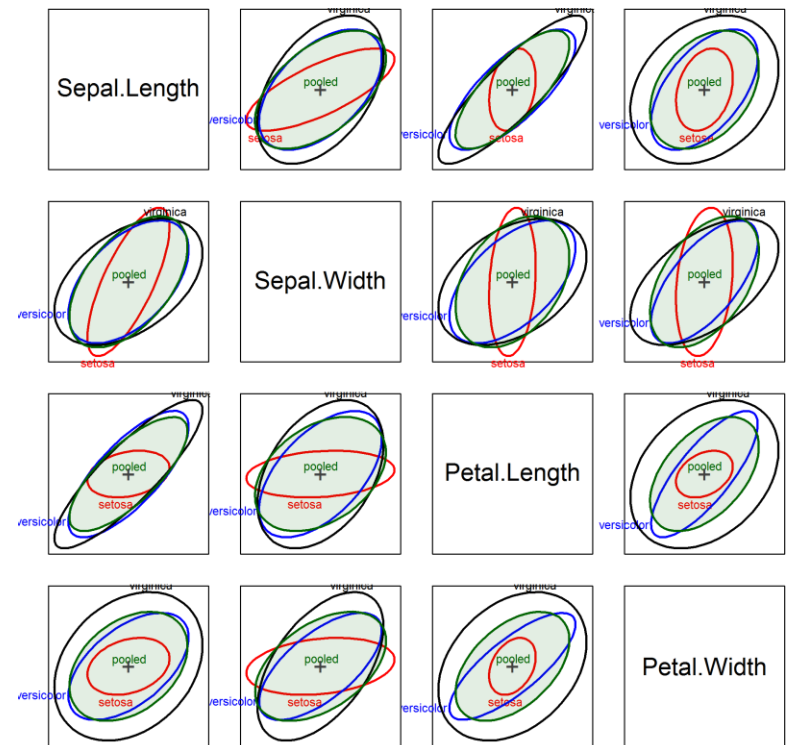 virginica
virginica
Sepal.Length
pooled
versicolor
setosa
pooled
versicolor
setosa
pooled
versicolor
setosa
virginica
pooled
versicolor
setosa
Sepal.Width
virginica
pooled
versicolor
setosa
virginica
pooled
versicolor
setosa
virginica
pooled
versicolor
setosa
virginica
pooled
versicolor
setosa
Petal.Length
virginica
pooled
versicolor
setosa
virginica
pooled
versicolor
setosa
virginica
pooled
versicolor
setosa
virginica
pooled
versicolor
setosa
Petal.Width